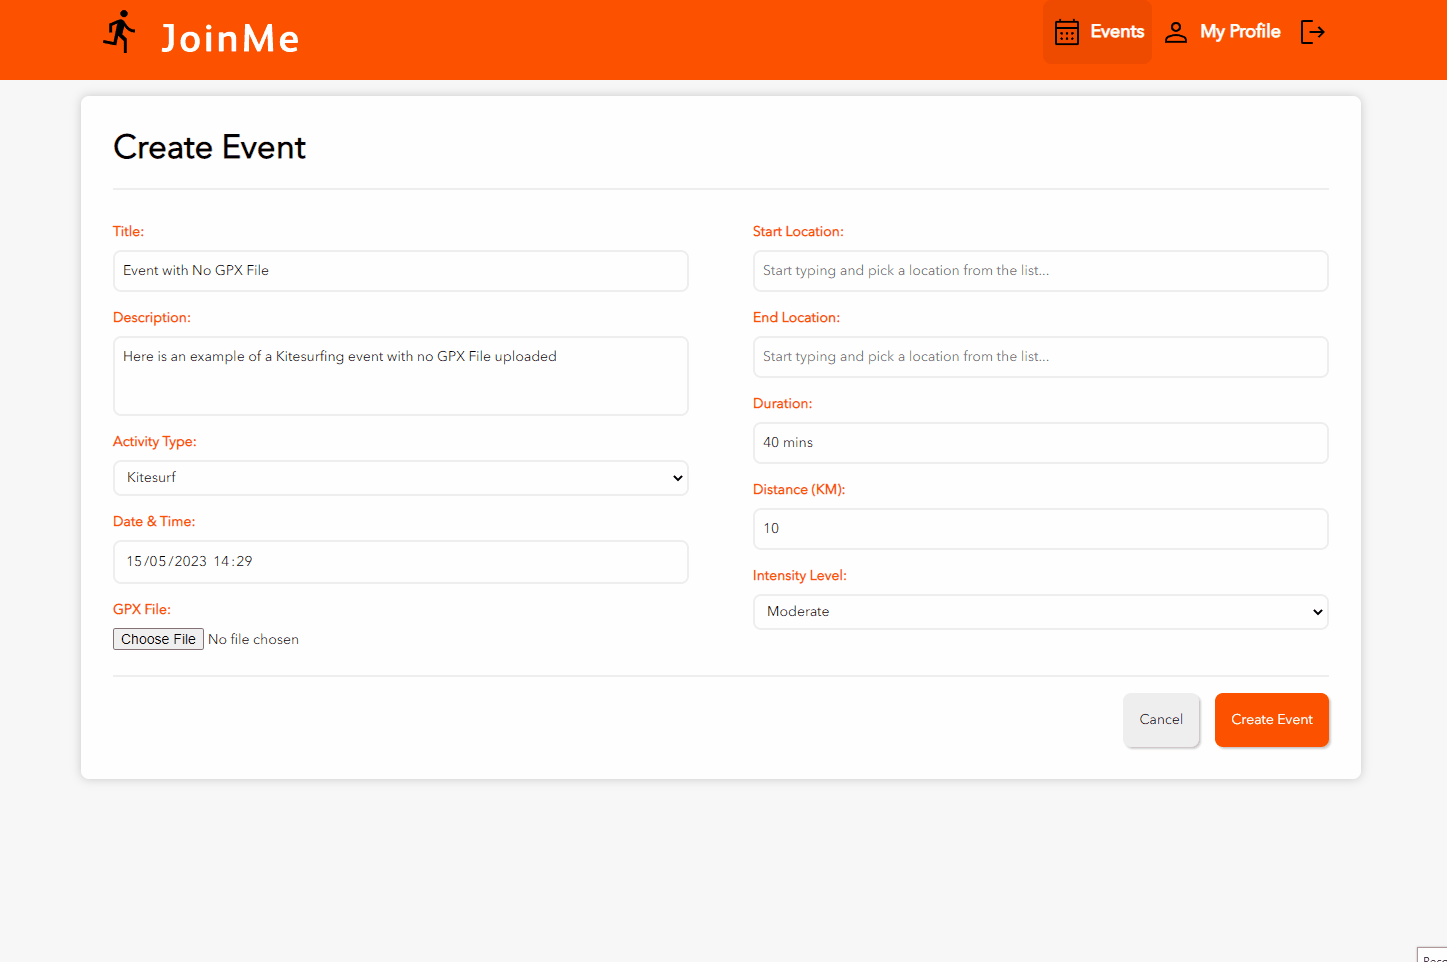 JoinMe
Events
My Profile
Create Event
Title:
Event with No GPX File
Description:
Here is an example of a Kitesurfing event with no GPX File uploaded
Activity Type:
Kitesurf
Date & Time:
15/05/2023 14:29
GPX File:
Choose File No file chosen
Start Location:
Start typing and pick a location from the list...
End Location:
Start typing and pick a location from the list...
Duration:
40 mins
Distance (KM):
10
Intensity Level:
Moderate
Cancel
Create Event